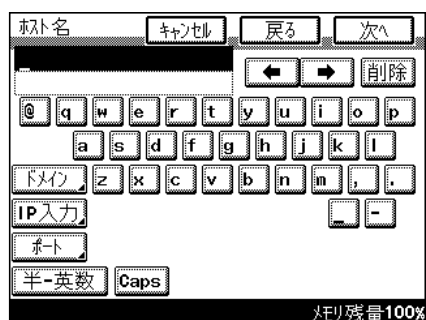 ﾎｽﾄ名 ｷｬﾝｾﾙ 戻る 次へ
_
← → 削除
@ q w e r t y u i o p
a s d f g h j k l
ﾄﾞﾒｲﾝ z x c v b n m , .
IP入力 _ -
ﾎﾟｰﾄ
半-英数 Caps
ﾒﾓﾘ残量100%